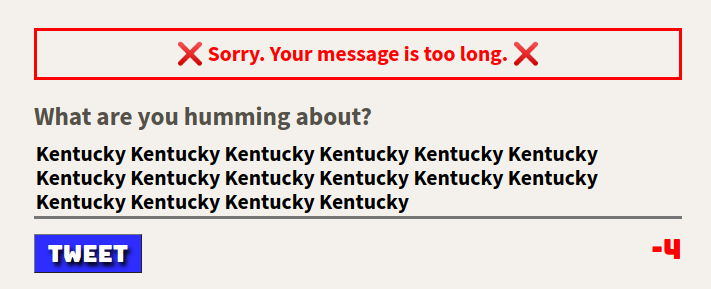 ❌ Sorry. Your message is too long. ❌
What are you humming about?
Kentucky Kentucky Kentucky Kentucky Kentucky Kentucky
Kentucky Kentucky Kentucky Kentucky Kentucky Kentucky
Kentucky Kentucky Kentucky Kentucky
TWEET
-4